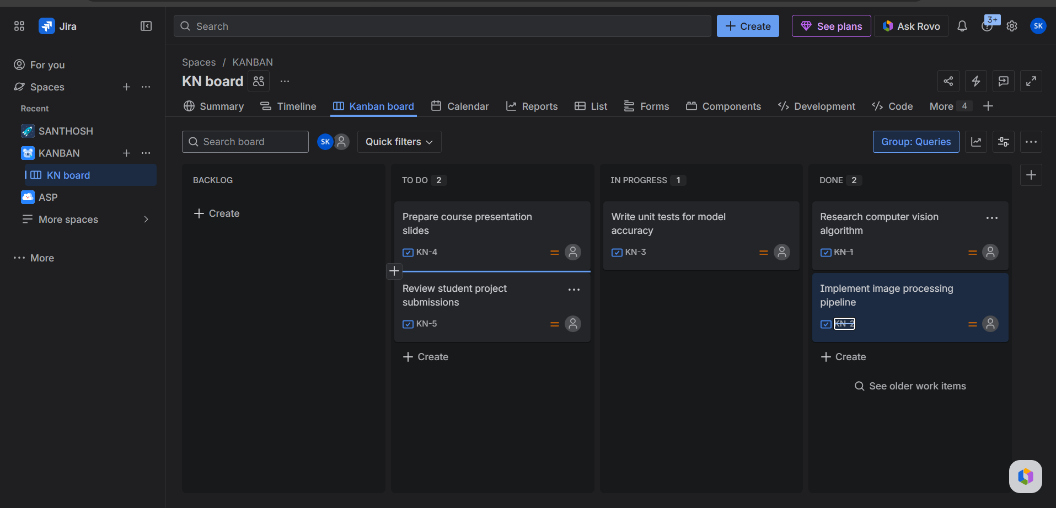 Jira
Search
+ Create
See plans
Ask Rovo
3+
SK
For you
Spaces
Recent
SANTHOSH
KANBAN
KN board
ASP
More spaces
More
Spaces / KANBAN
KN board
Summary
Timeline
Kanban board
Calendar
Reports
List
Forms
Components
Development
Code
More 4
Search board
SK
Quick filters
Group: Queries
BACKLOG
+ Create
TO DO 2
Prepare course presentation
slides
KN-4
Review student project
submissions
KN-5
+ Create
IN PROGRESS 1
Write unit tests for model
accuracy
KN-3
DONE 2
Research computer vision
algorithm
KN-1
Implement image processing
pipeline
+ Create
See older work items